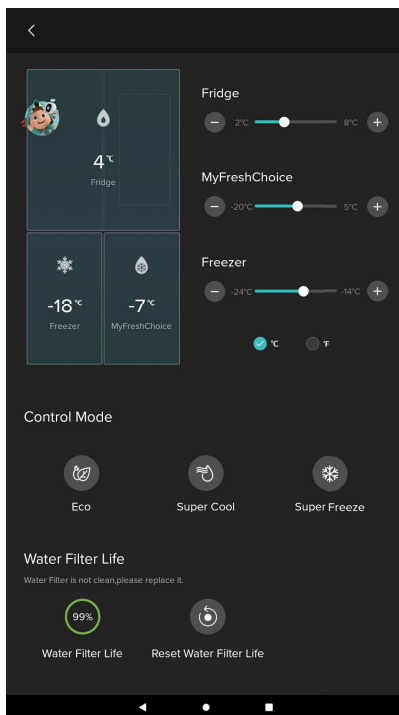 Fridge
2°C 8°C
4°C
Fridge
MyFreshChoice
-20°C 5°C
Freezer
-24°C -14°C
-18°C
Freezer
-7°C
MyFreshChoice
°C °F
Control Mode
Eco
Super Cool
Super Freeze
Water Filter Life
Water Filter is not clean,please replace it.
99%
Water Filter Life
Reset Water Filter Life